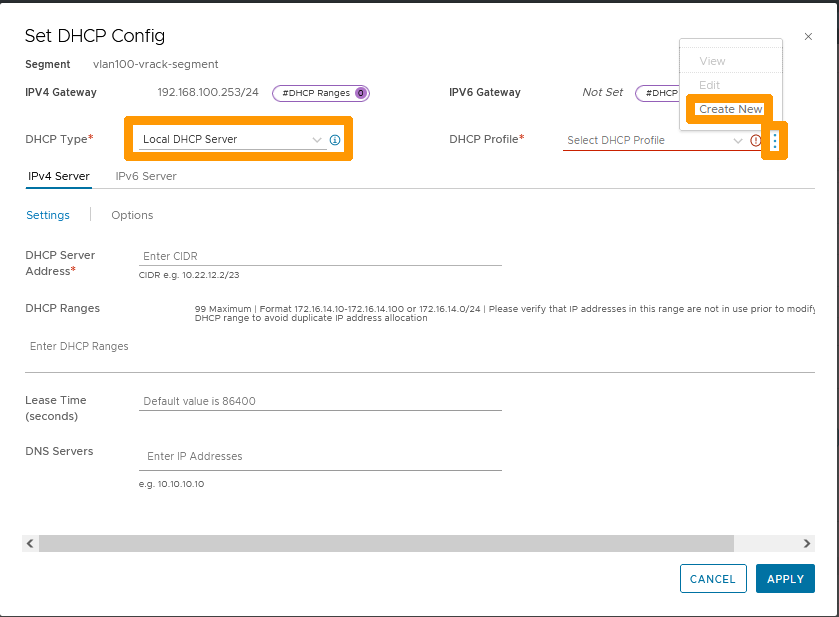 Set DHCP Config
Segment vlan100-vrack-segment
IPV4 Gateway 192.168.100.253/24 #DHCP Ranges 0 IPV6 Gateway Not Set #DHCP
View
Edit
Create New
DHCP Type* Local DHCP Server DHCP Profile* Select DHCP Profile
IPv4 Server IPv6 Server
Settings Options
DHCP Server
Address*
Enter CIDR
CIDR e.g. 10.22.12.2/23
DHCP Ranges
99 Maximum | Format 172.16.14.10-172.16.14.100 or 172.16.14.0/24 | Please verify that IP addresses in this range are not in use prior to modify
DHCP range to avoid duplicate IP address allocation
Enter DHCP Ranges
Lease Time
(seconds)
Default value is 86400
DNS Servers
Enter IP Addresses
e.g. 10.10.10.10
CANCEL APPLY